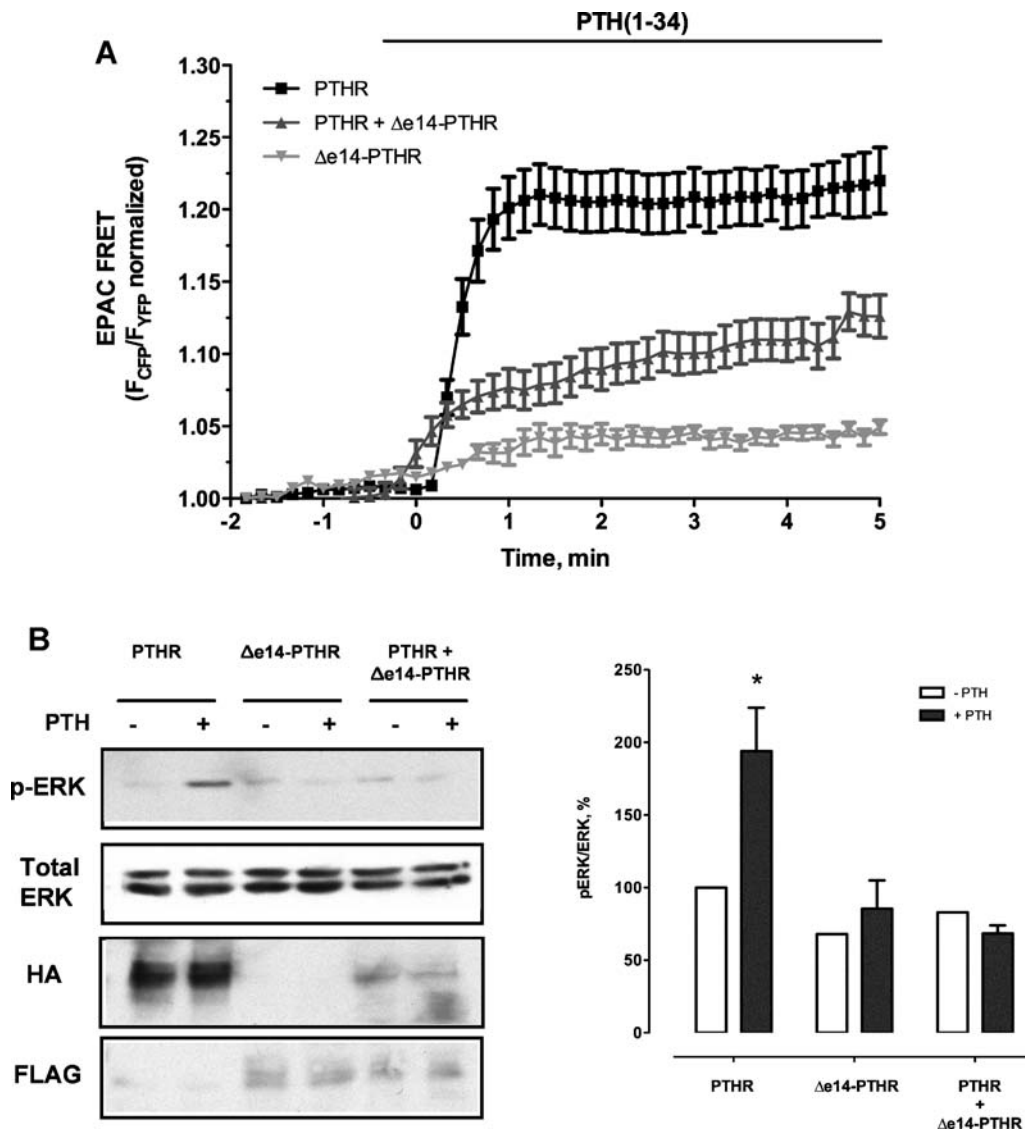 PTH(1-34)
A
1.30
1.25
1.20
1.15
1.10
1.05
1.00
EPAC FRET
(F_CFP/F_YFP normalized)
PTHR
PTHR + Δe14-PTHR
Δe14-PTHR
-2
-1
0
1
2
3
4
5
Time, min
B
PTHR
Δe14-PTHR
PTHR +
Δe14-PTHR
PTH
-
+
-
+
-
+
p-ERK
Total
ERK
HA
FLAG
250
200
150
100
50
0
pERK/ERK, %
*
- PTH
+ PTH
PTHR
Δe14-PTHR
PTHR
+
Δe14-PTHR